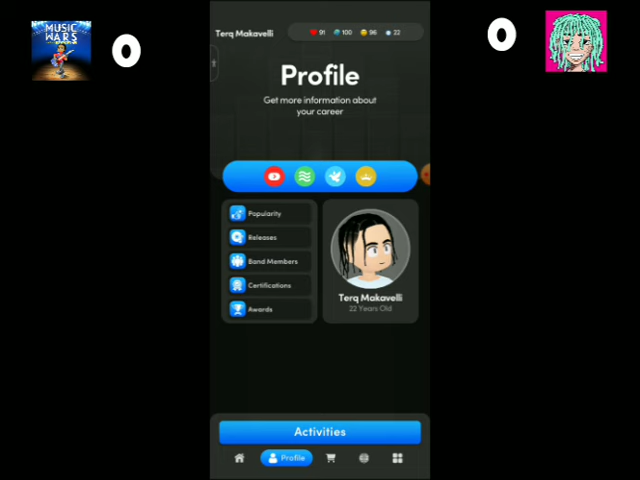 MUSIC
WARS
0
0
Terq Makavelli
91
100
96
22
Profile
Get more information about
your career
Popularity
Releases
Band Members
Certifications
Awards
Terq Makavelli
22 Years Old
Activities
Profile